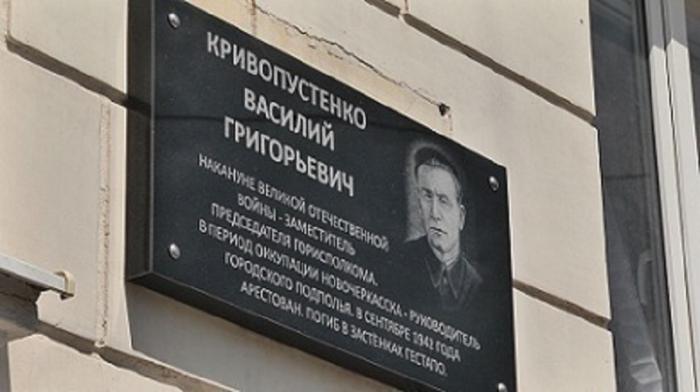 КРИВОПУСТЕНКО
ВАСИЛИЙ
ГРИГОРЬЕВИЧ
НАКАНУНЕ ВЕЛИКОЙ ОТЕЧЕСТВЕННОЙ
ВОЙНЫ - ЗАМЕСТИТЕЛЬ
ПРЕДСЕДАТЕЛЯ ГОРИСПОЛКОМА.
В ПЕРИОД ОККУПАЦИИ НОВОЧЕРКАССКА - РУКОВОДИТЕЛЬ
ГОРОДСКОГО ПОДПОЛЬЯ. В СЕНТЯБРЕ 1942 ГОДА
АРЕСТОВАН. ПОГИБ В ЗАСТЕНКАХ ГЕСТАПО.